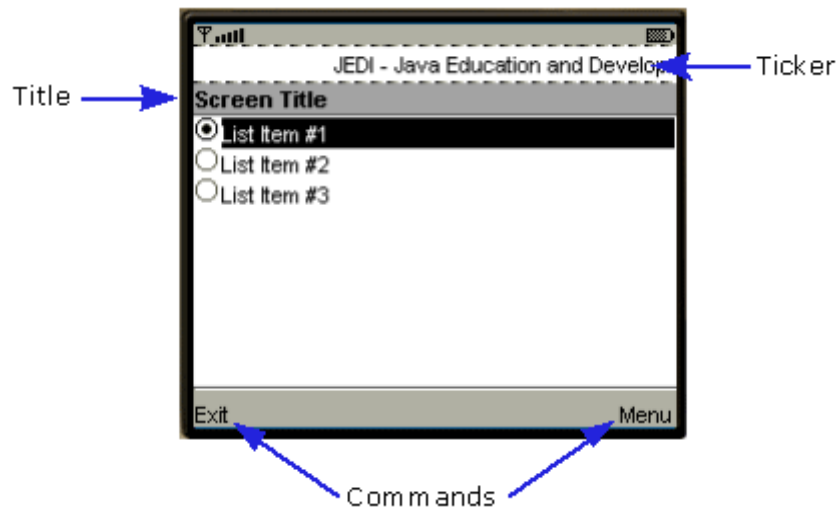 JEDI - Java Education and Develop
Ticker
Title
Screen Title
List Item #1
List Item #2
List Item #3
Exit
Menu
Commands